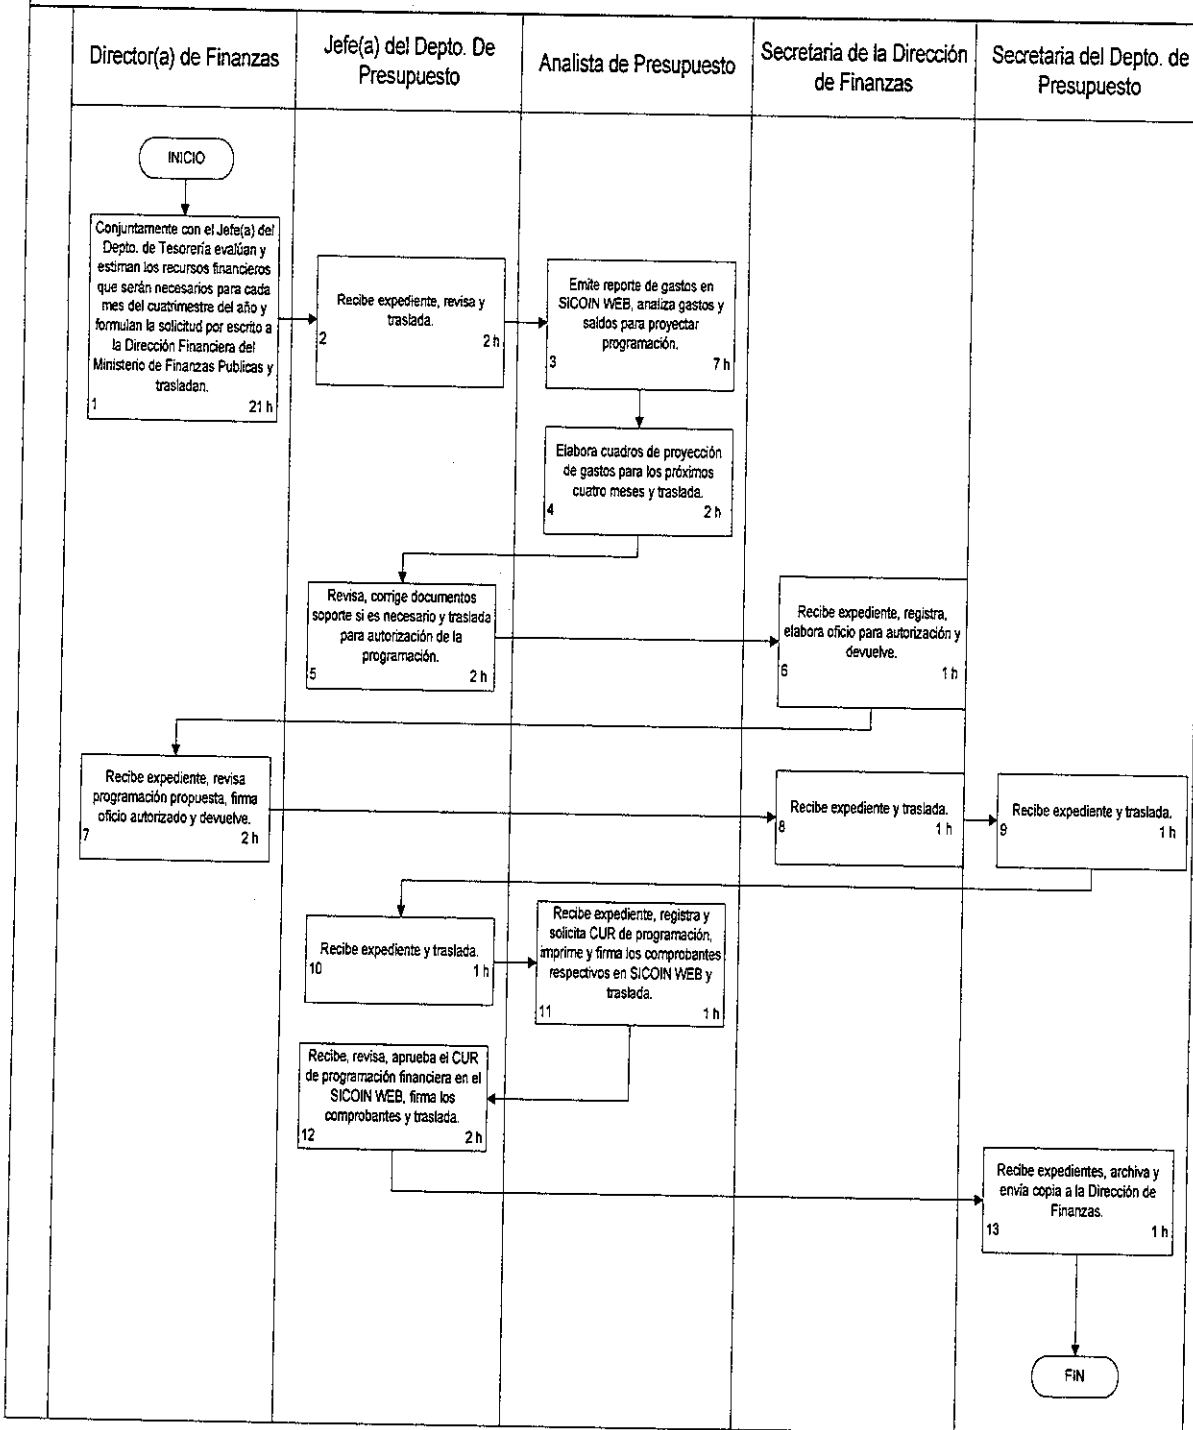 Director(a) de Finanzas
Jefe(a) del Depto. De
Presupuesto
Analista de Presupuesto
Secretaria de la Dirección
de Finanzas
Secretaria del Depto. de
Presupuesto
INICIO
Conjuntamente con el Jefe(a) del
Depto. de Tesorería evalúan y
estiman los recursos financieros
que serán necesarios para cada
mes del cuatrimestre del año y
formulan la solicitud por escrito a
la Dirección Financiera del
Ministerio de Finanzas Publicas y
trasladan.
1 21 h
Recibe expediente, revisa y
traslada.
2 2 h
Emite reporte de gastos en
SICOIN WEB, analiza gastos y
saldos para proyectar
programación.
3 7 h
Elabora cuadros de proyección
de gastos para los próximos
cuatro meses y traslada.
4 2 h
Revisa, corrige documentos
soporte si es necesario y traslada
para autorización de la
programación.
5 2 h
Recibe expediente, registra,
elabora oficio para autorización y
devuelve.
6 1 h
Recibe expediente, revisa
programación propuesta, firma
oficio autorizado y devuelve.
7 2 h
Recibe expediente y traslada.
8 1 h
Recibe expediente y traslada.
9 1 h
Recibe expediente y traslada.
10 1 h
Recibe expediente, registra y
solicita CUR de programación,
imprime y firma los comprobantes
respectivos en SICOIN WEB y
traslada.
11 1 h
Recibe, revisa, aprueba el CUR
de programación financiera en el
SICOIN WEB, firma los
comprobantes y traslada.
12 2 h
Recibe expedientes, archiva y
envía copia a la Dirección de
Finanzas.
13 1 h
FIN